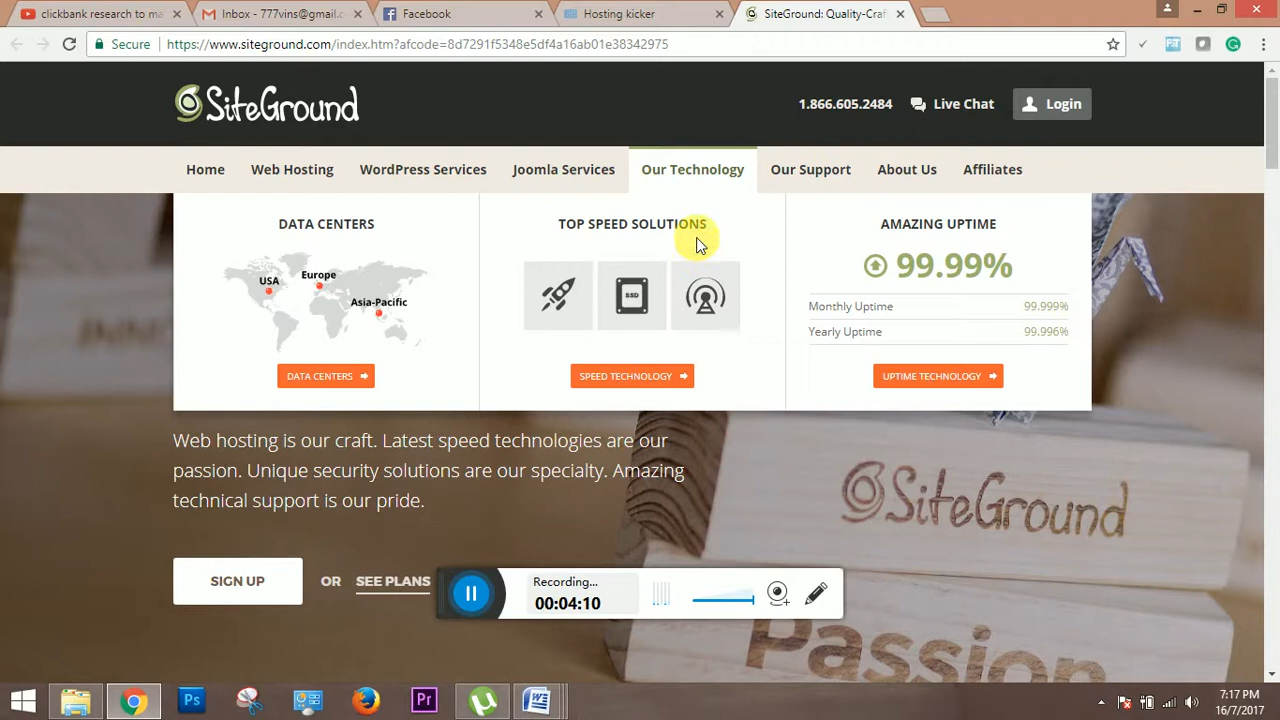 clickbank research to ma
Inbox - 777vins@gmail.c
Facebook
Hosting kicker
SiteGround: Quality-Craf
Secure
https://www.siteground.com/index.htm?afcode=8d7291f5348e5df4a16ab01e38342975
SiteGround
1.866.605.2484
Live Chat
Login
Home
Web Hosting
WordPress Services
Joomla Services
Our Technology
Our Support
About Us
Affiliates
DATA CENTERS
USA
Europe
Asia-Pacific
DATA CENTERS
TOP SPEED SOLUTIONS
SSD
SPEED TECHNOLOGY
AMAZING UPTIME
99.99%
Monthly Uptime 99.999%
Yearly Uptime 99.996%
UPTIME TECHNOLOGY
Web hosting is our craft. Latest speed technologies are our
passion. Unique security solutions are our specialty. Amazing
technical support is our pride.
SIGN UP OR SEE PLANS
SiteGround
Passion
Recording...
00:04:10
Ps
Pr
7:17 PM
16/7/2017